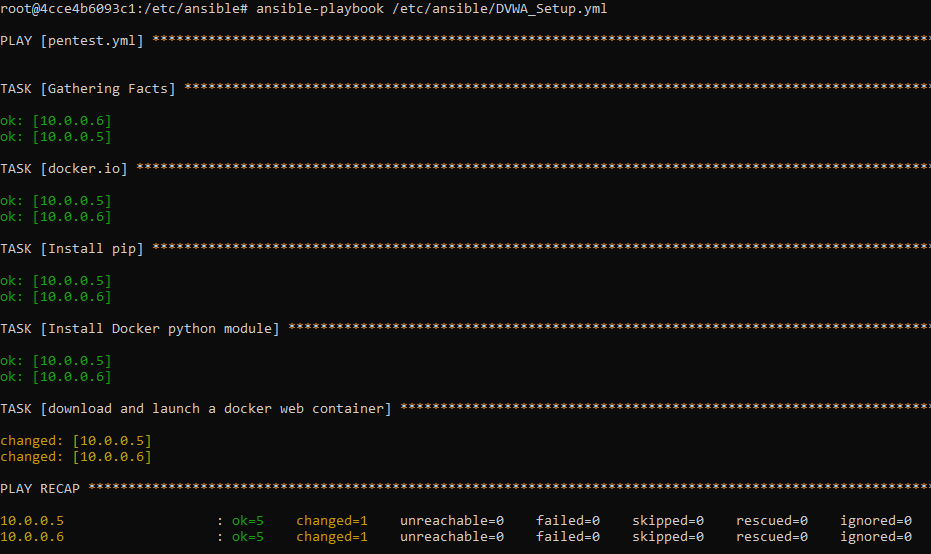 root@4cce4b6093c1:/etc/ansible# ansible-playbook /etc/ansible/DVWA_Setup.yml
PLAY [pentest.yml] *************************************************************************************************
TASK [Gathering Facts] *********************************************************************************************
ok: [10.0.0.6]
ok: [10.0.0.5]
TASK [docker.io] ***************************************************************************************************
ok: [10.0.0.5]
ok: [10.0.0.6]
TASK [Install pip] *************************************************************************************************
ok: [10.0.0.5]
ok: [10.0.0.6]
TASK [Install Docker python module] ********************************************************************************
ok: [10.0.0.5]
ok: [10.0.0.6]
TASK [download and launch a docker web container] ******************************************************************
changed: [10.0.0.5]
changed: [10.0.0.6]
PLAY RECAP *********************************************************************************************************
10.0.0.5                   : ok=5    changed=1    unreachable=0    failed=0    skipped=0    rescued=0    ignored=0
10.0.0.6                   : ok=5    changed=1    unreachable=0    failed=0    skipped=0    rescued=0    ignored=0